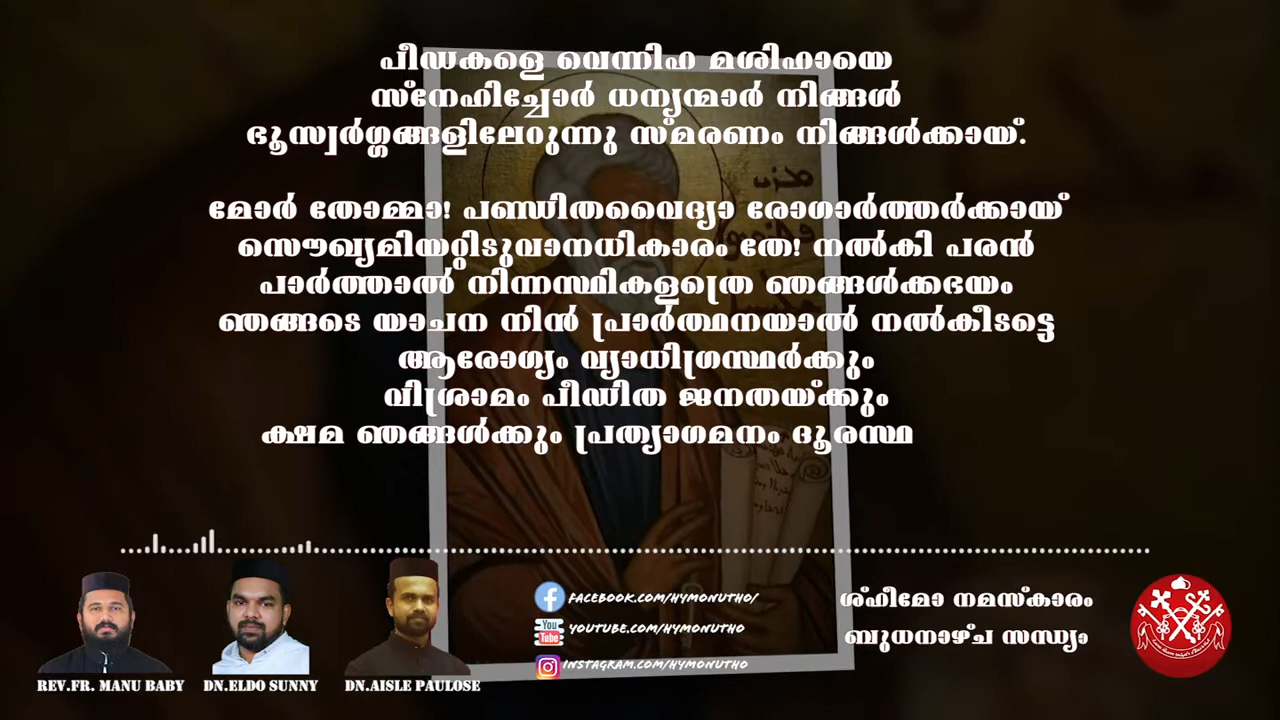 പീഡകളെ വെന്നിഹ മശിഹായെ
സ്നേഹിച്ചോർ ധന്യന്മാർ നിങ്ങൾ
ഭൂസ്വർഗ്ഗങ്ങളിലേറുന്നു സ്മരണം നിങ്ങൾക്കായ്.
മോർ തോമ്മാ! പണ്ഡിതവൈദ്യാ രോഗാർത്തർക്കായ്
സൌഖ്യമിയറ്റിടുവാനധികാരം തേ! നൽകി പരൻ
പാർത്താൽ നിന്നസ്ഥികളത്രെ ഞങ്ങൾക്കഭയം
ഞങ്ങടെ യാചന നിൻ പ്രാർത്ഥനയാൽ നൽകീടട്ടെ
ആരോഗ്യം വ്യാധിഗ്രസ്ഥർക്കും
വിശ്രാമം പീഡിത ജനതയ്ക്കും
ക്ഷമ ഞങ്ങൾക്കും പ്രത്യാഗമനം ദൂരസ്ഥ
FACEBOOK.COM/HYMONUTHO/
You Tube
YOUTUBE.COM/HYMONUTHO
INSTAGRAM.COM/HYMONUTHO
ശ്ഹീമോ നമസ്കാരം
ബുധനാഴ്ച സന്ധ്യാ
REV.FR. MANU BABY
DN.ELDO SUNNY
DN.AISLE PAULOSE